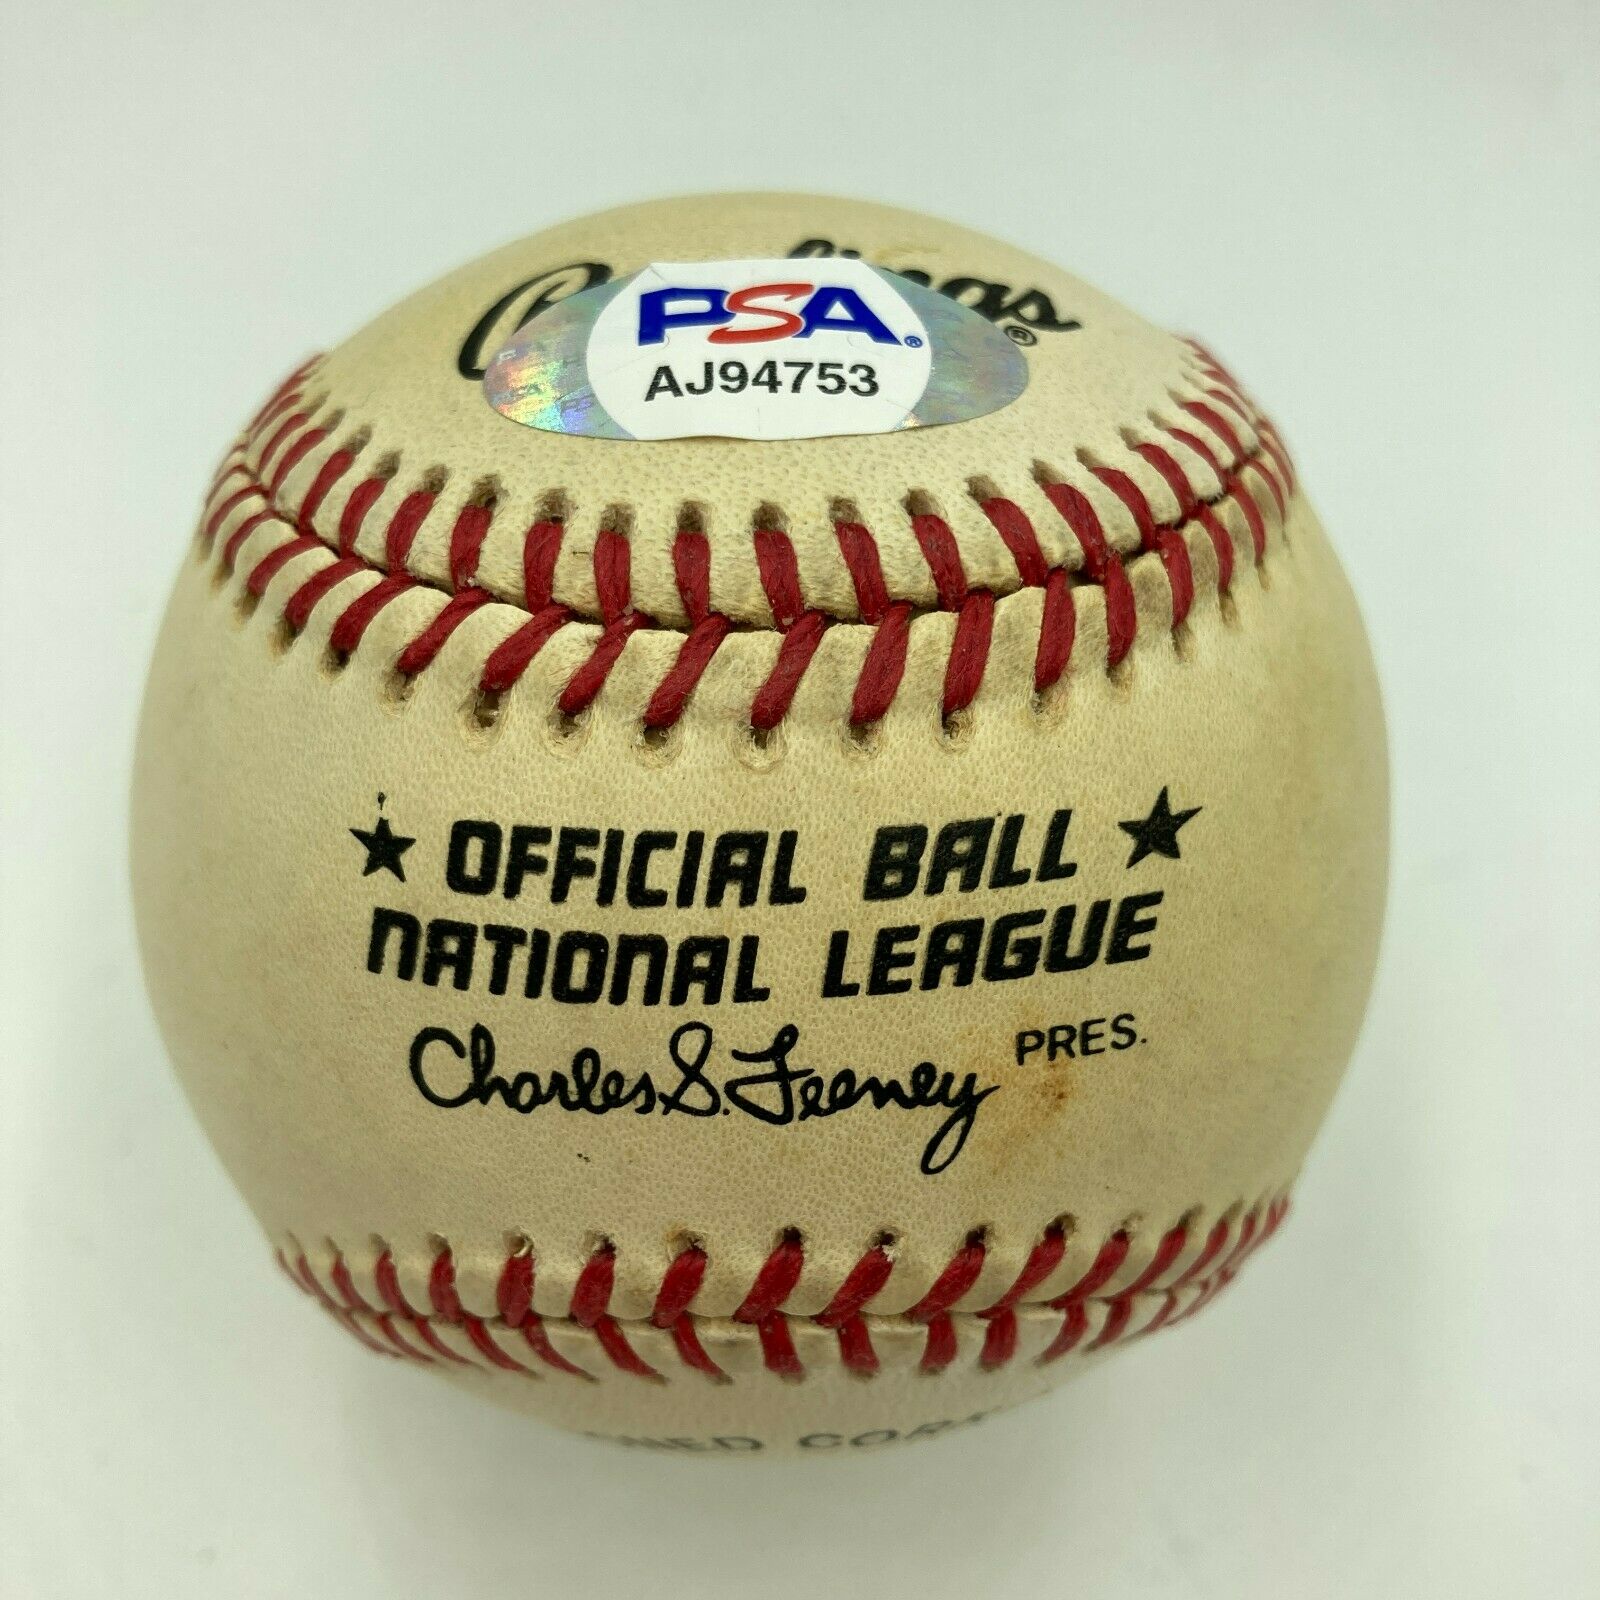 PSA®
AJ94753
★ OFFICIAL BALL ★
NATIONAL LEAGUE
Charles S. Feeney PRES.